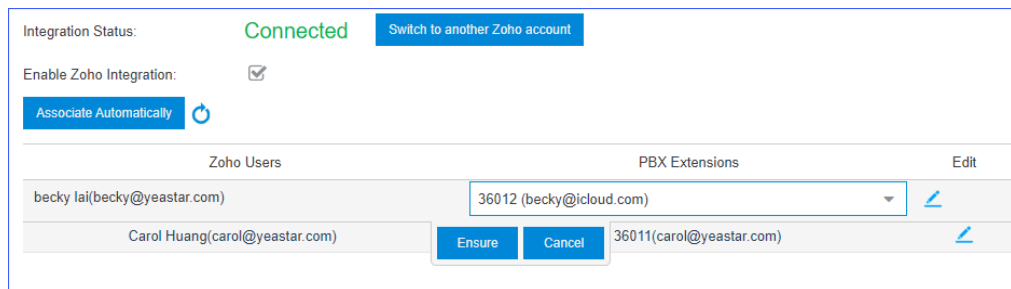 Integration Status: Connected Switch to another Zoho account
Enable Zoho Integration:
Associate Automatically
Zoho Users PBX Extensions Edit
becky lai(becky@yeastar.com) 36012 (becky@icloud.com)
Carol Huang(carol@yeastar.com) Ensure Cancel 36011(carol@yeastar.com)